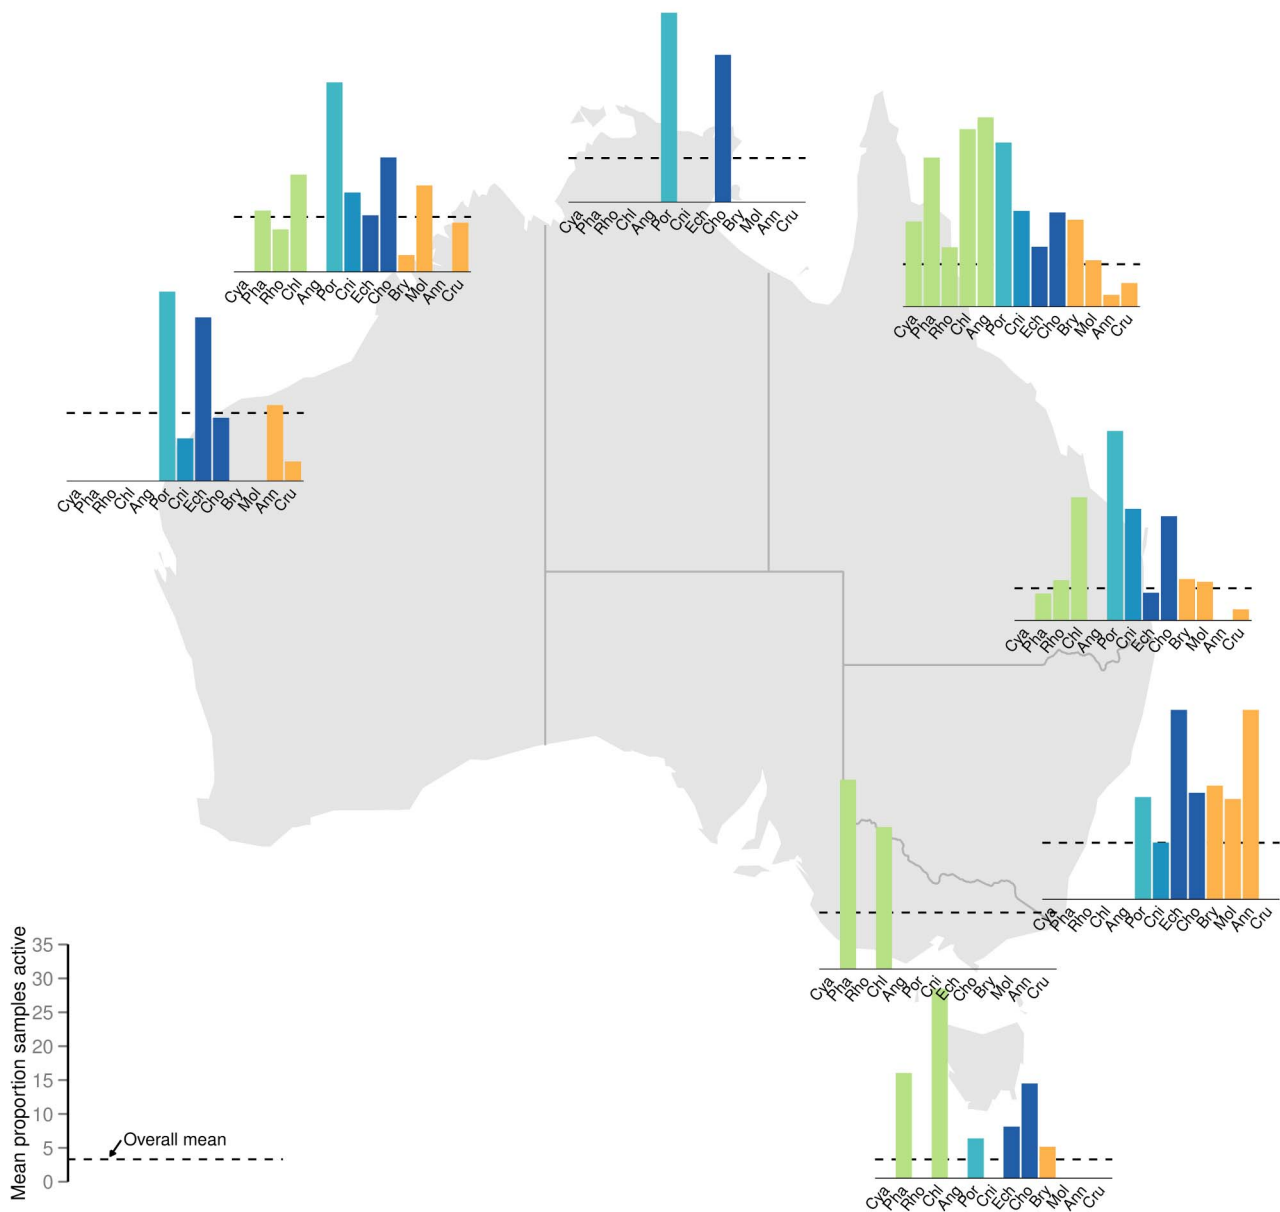 Cya Pha Rho Chl Ang Por Cni Ech Cho Bry Mol Ann Cru
Cya Pha Rho Chl Ang Por Cni Ech Cho Bry Mol Ann Cru
Cya Pha Rho Chl Ang Por Cni Ech Cho Bry Mol Ann Cru
Cya Pha Rho Chl Ang Por Cni Ech Cho Bry Mol Ann Cru
Cya Pha Rho Chl Ang Por Cni Ech Cho Bry Mol Ann Cru
Cya Pha Rho Chl Ang Por Cni Ech Cho Bry Mol Ann Cru
Cya Pha Rho Chl Ang Por Cni Ech Cho Bry Mol Ann Cru
Cya Pha Rho Chl Ang Por Cni Ech Cho Bry Mol Ann Cru
Mean proportion samples active
35
30
25
20
15
10
5
0
Overall mean